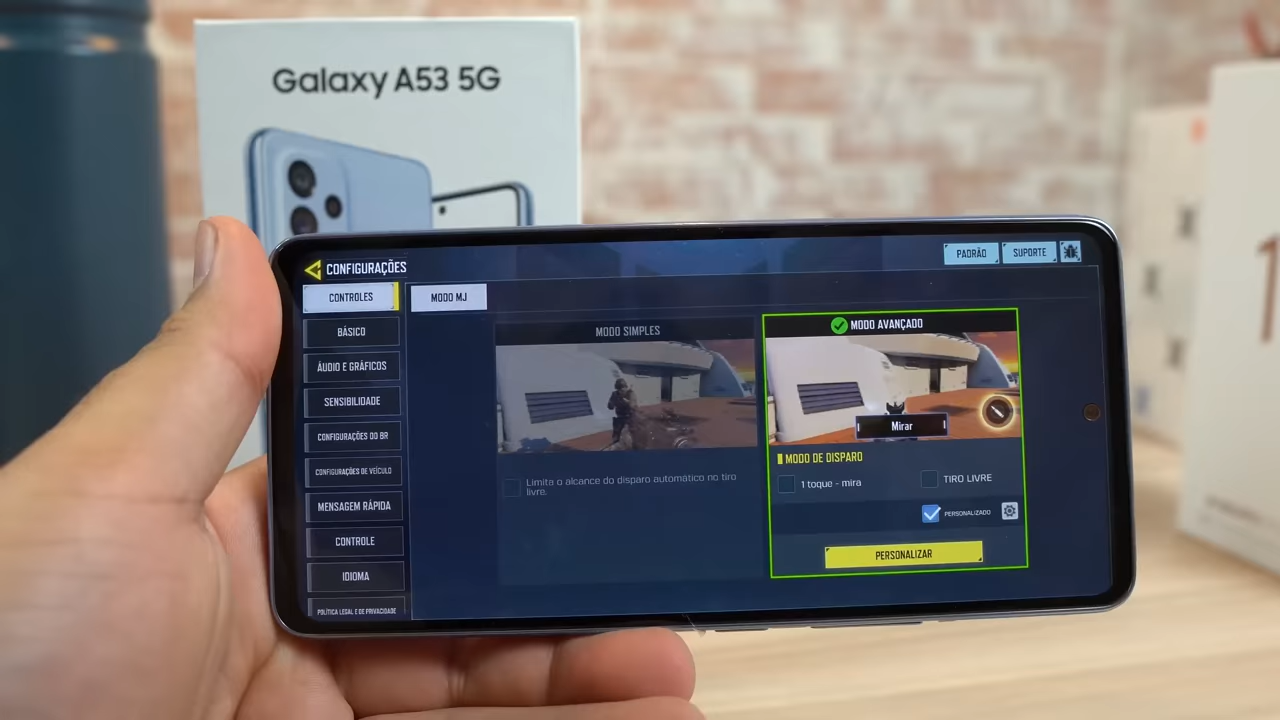 Galaxy A53 5G
CONFIGURAÇÕES
PADRÃO
SUPORTE
CONTROLES
MODO MJ
BÁSICO
ÁUDIO E GRÁFICOS
SENSIBILIDADE
CONFIGURAÇÕES DO BR
CONFIGURAÇÕES DE VEÍCULO
MENSAGEM RÁPIDA
CONTROLE
IDIOMA
POLÍTICA LEGAL E DE PRIVACIDADE
MODO SIMPLES
Limita o alcance do disparo automático no tiro
livre.
MODO AVANÇADO
Mirar
MODO DE DISPARO
1 toque - mira
TIRO LIVRE
PERSONALIZADO
PERSONALIZAR
1